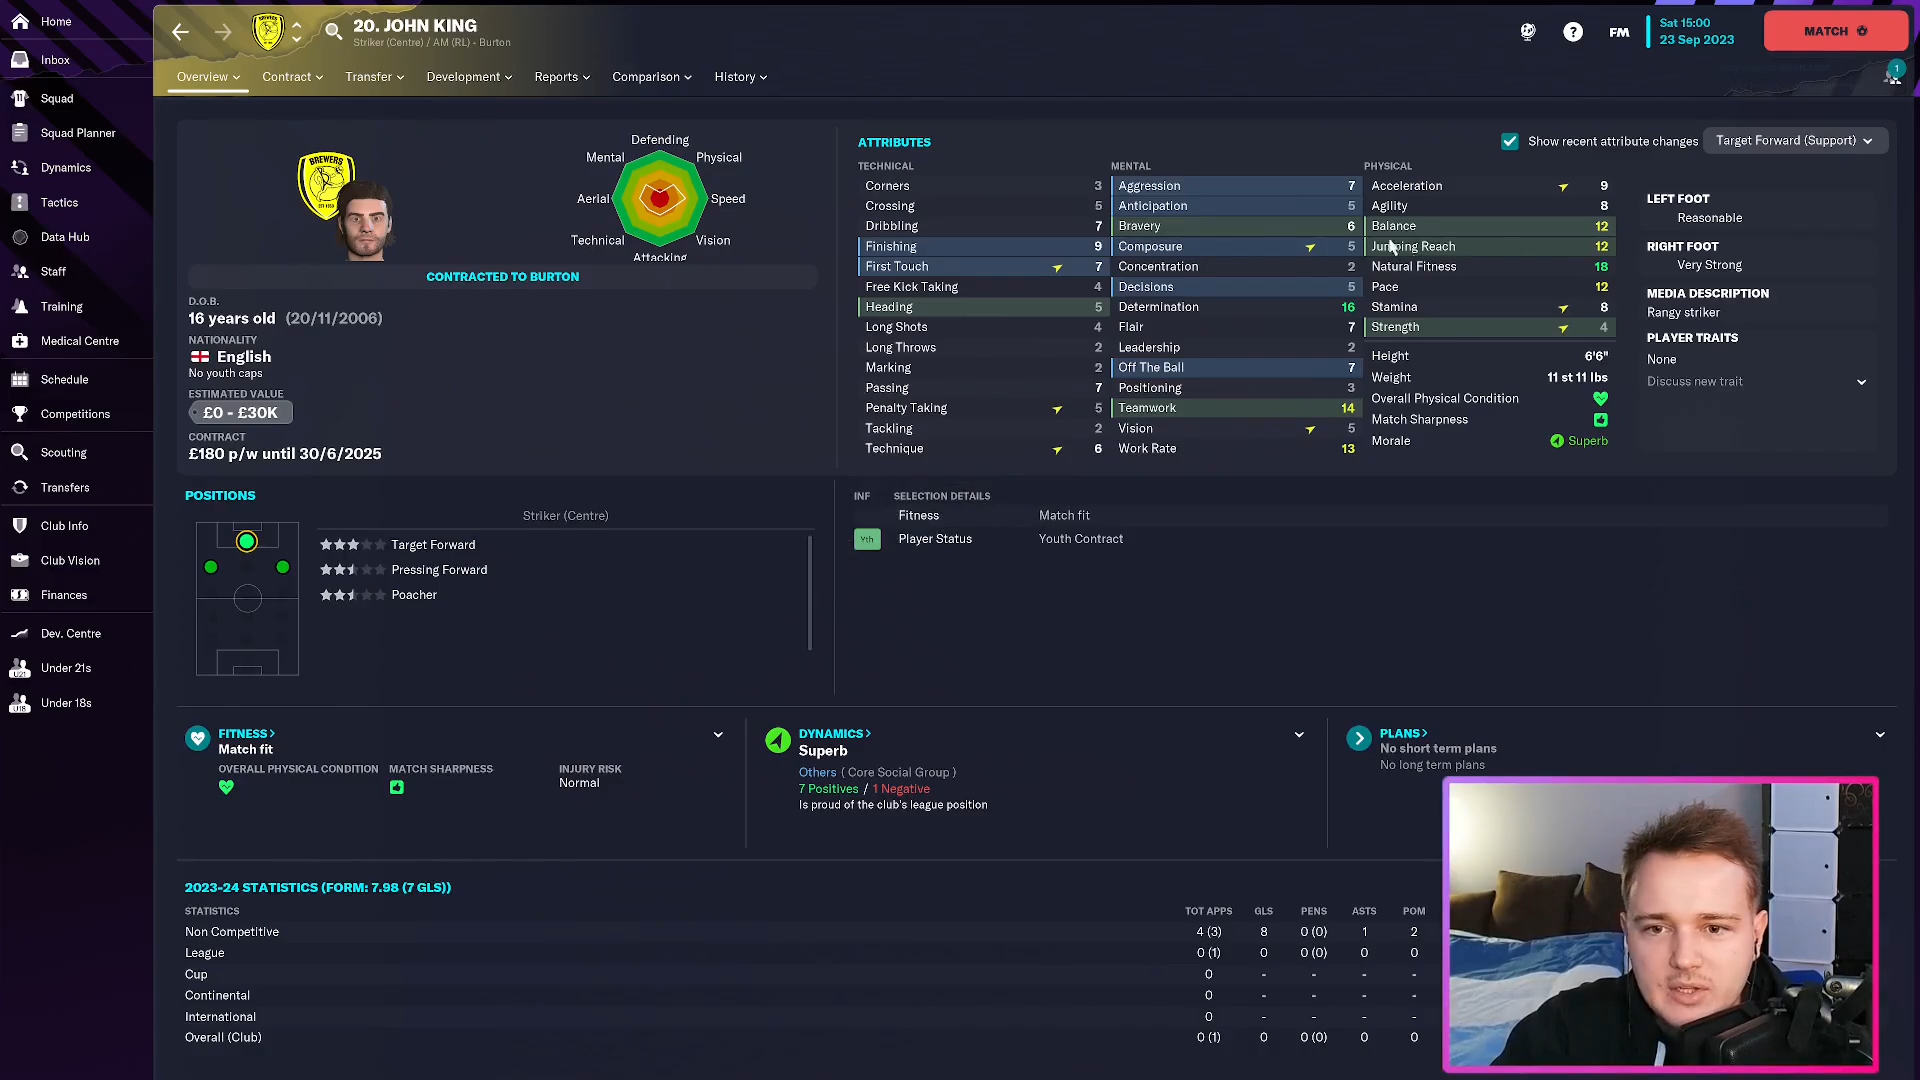 Home
Inbox
Squad
Squad Planner
Dynamics
Tactics
Data Hub
Staff
Training
Medical Centre
Schedule
Competitions
Scouting
Transfers
Club Info
Club Vision
Finances
Dev. Centre
Under 21s
Under 18s
20. JOHN KING
Striker (Centre) / AM (RL) - Burton
FM
Sat 15:00
23 Sep 2023
MATCH
1
Overview
Contract
Transfer
Development
Reports
Comparison
History
BREWERS
Defending
Mental
Physical
Aerial
Speed
Technical
Vision
Attacking
CONTRACTED TO BURTON
D.O.B.
16 years old (20/11/2006)
NATIONALITY
English
No youth caps
ESTIMATED VALUE
£0 - £30K
CONTRACT
£180 p/w until 30/6/2025
ATTRIBUTES
Show recent attribute changes
Target Forward (Support)
TECHNICAL
Corners 3
Crossing 5
Dribbling 7
Finishing 9
First Touch 7
Free Kick Taking 4
Heading 5
Long Shots 4
Long Throws 2
Marking 2
Passing 7
Penalty Taking 5
Tackling 2
Technique 6
MENTAL
Aggression 7
Anticipation 5
Bravery 6
Composure 5
Concentration 2
Decisions 5
Determination 16
Flair 7
Leadership 2
Off The Ball 7
Positioning 3
Teamwork 14
Vision 5
Work Rate 13
PHYSICAL
Acceleration 9
Agility 8
Balance 12
Jumping Reach 12
Natural Fitness 18
Pace 12
Stamina 8
Strength 4
Height 6'6"
Weight 11 st 11 lbs
Overall Physical Condition
Match Sharpness
Morale Superb
LEFT FOOT
Reasonable
RIGHT FOOT
Very Strong
MEDIA DESCRIPTION
Rangy striker
PLAYER TRAITS
None
Discuss new trait
POSITIONS
Striker (Centre)
Target Forward
Pressing Forward
Poacher
INF SELECTION DETAILS
Fitness Match fit
Yth Player Status Youth Contract
FITNESS>
Match fit
OVERALL PHYSICAL CONDITION
MATCH SHARPNESS
INJURY RISK
Normal
DYNAMICS>
Superb
Others ( Core Social Group )
7 Positives / 1 Negative
Is proud of the club's league position
PLANS>
No short term plans
No long term plans
2023-24 STATISTICS (FORM: 7.98 (7 GLS))
STATISTICS TOT APPS GLS PENS ASTS POM
Non Competitive 4 (3) 8 0 (0) 1 2
League 0 (1) 0 0 (0) 0 0
Cup 0 - - - -
Continental 0 - - - -
International 0 - - - -
Overall (Club) 0 (1) 0 0 (0) 0 0